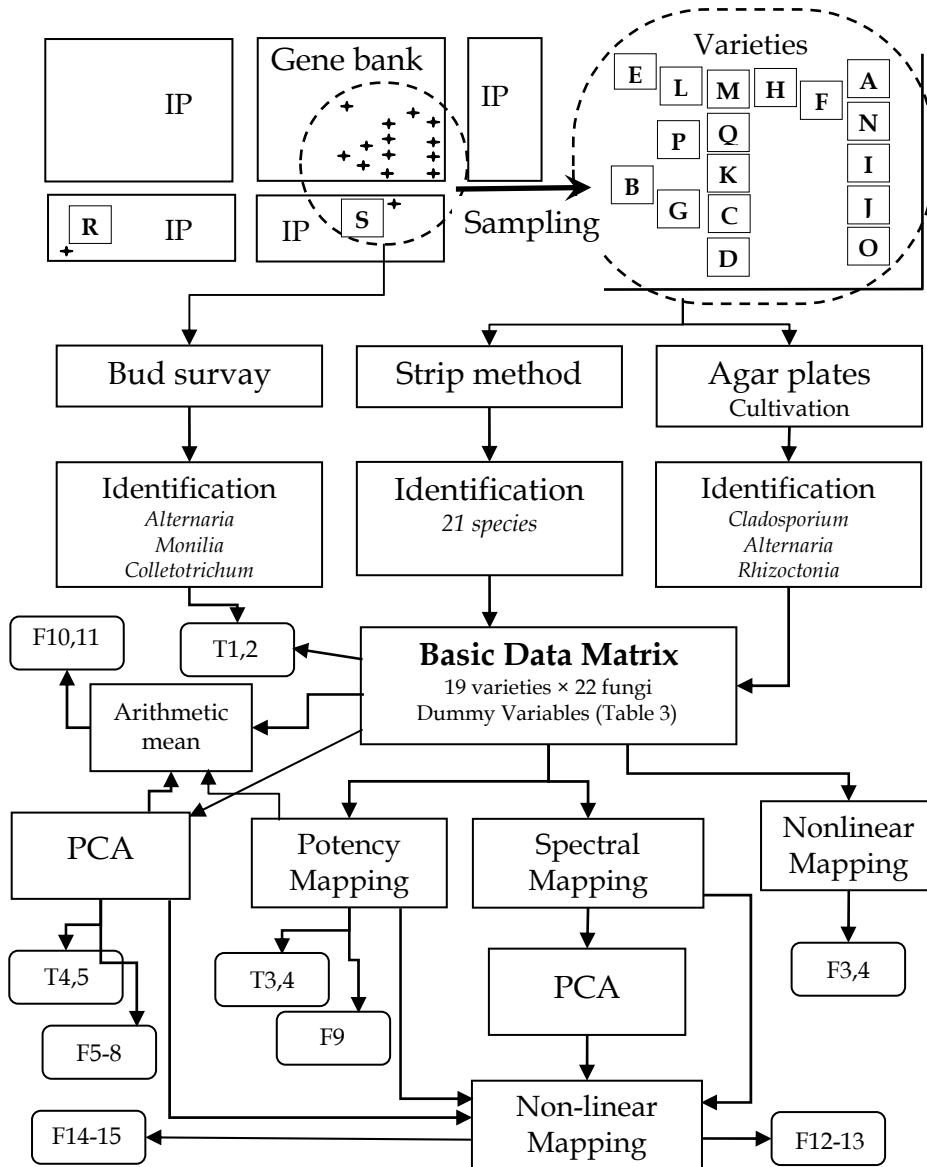 Gene bank
IP
IP
R
IP
IP
S
Sampling
Varieties
E
L
M
H
F
A
P
Q
N
K
I
B
G
C
J
D
O
Bud survay
Strip method
Agar plates
Cultivation
Identification
Alternaria
Monilia
Colletotrichum
Identification
21 species
Identification
Cladosporium
Alternaria
Rhizoctonia
F10,11
T1,2
Basic Data Matrix
19 varieties × 22 fungi
Dummy Variables (Table 3)
Arithmetic
mean
PCA
Potency
Mapping
Spectral
Mapping
Nonlinear
Mapping
T4,5
T3,4
PCA
F3,4
F5-8
F9
Non-linear
Mapping
F14-15
F12-13